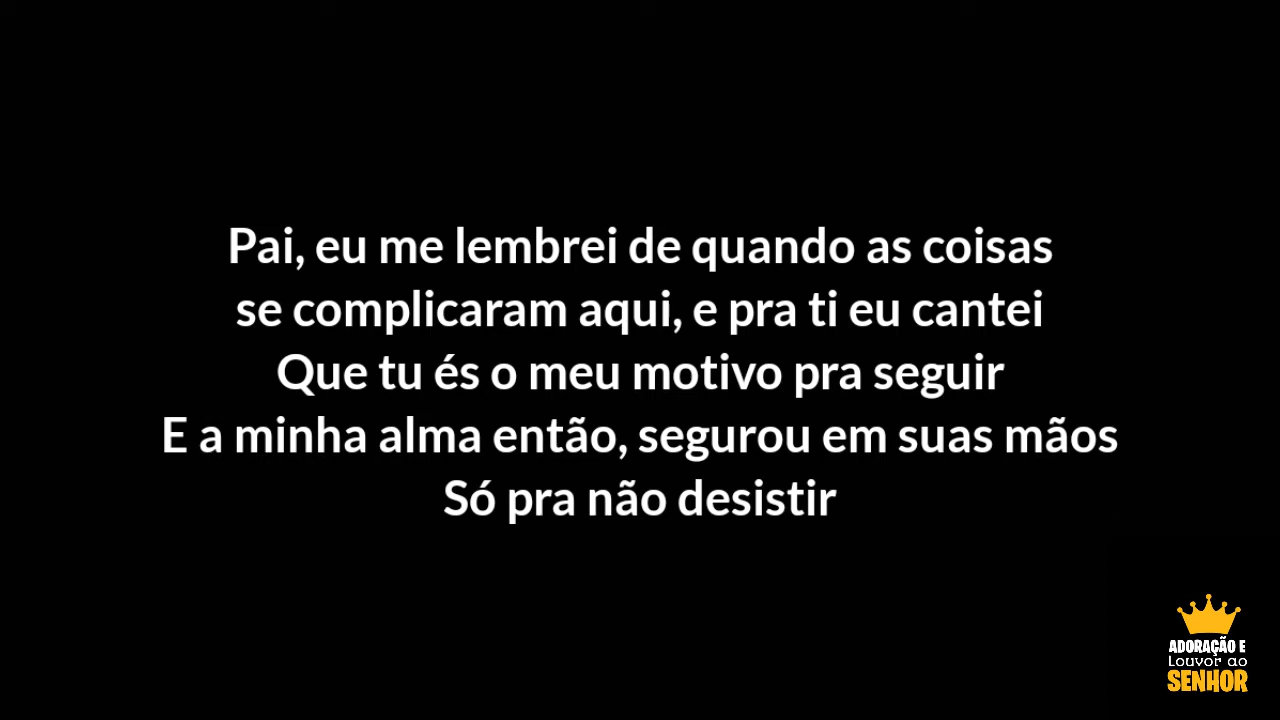 Pai, eu me lembrei de quando as coisas
se complicaram aqui, e pra ti eu cantei
Que tu és o meu motivo pra seguir
E a minha alma então, segurou em suas mãos
Só pra não desistir
ADORAÇÃO E
Louvor ao
SENHOR